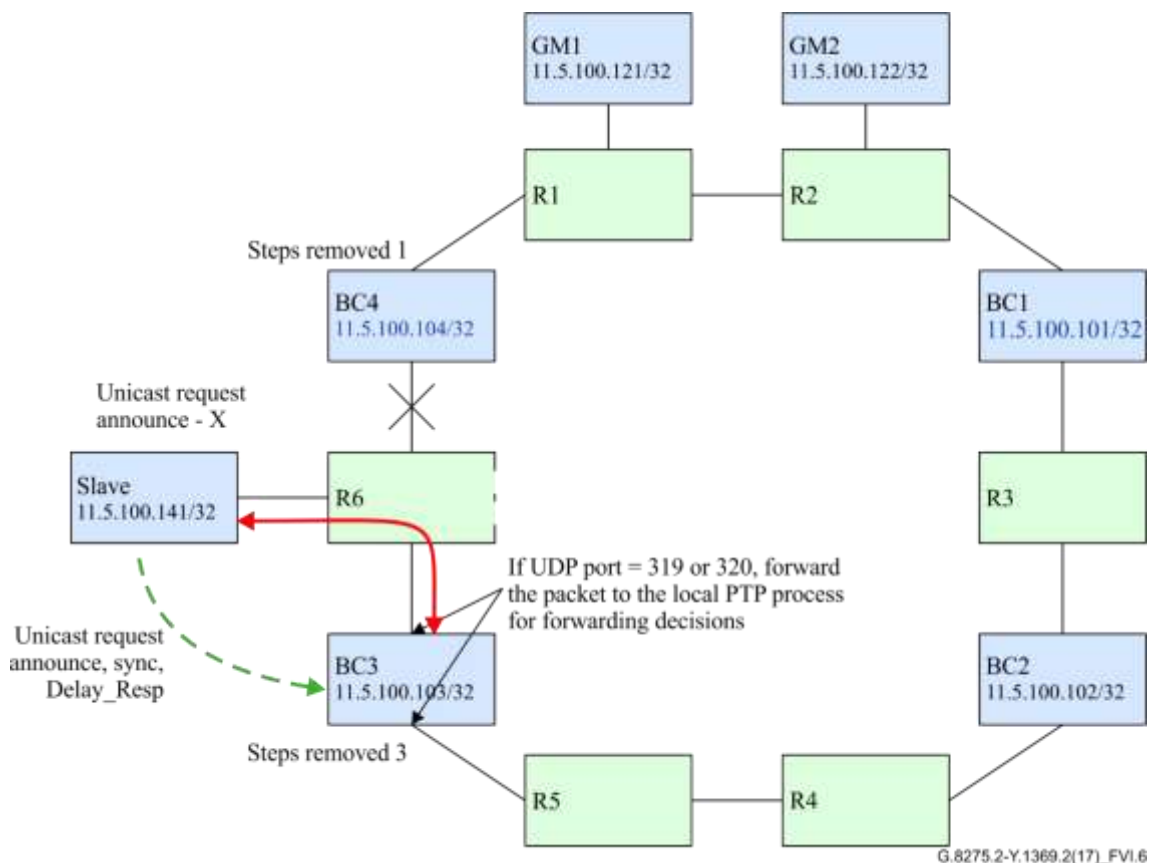 GM1
11.5.100.121/32
GM2
11.5.100.122/32
R1
R2
Steps removed 1
BC4
11.5.100.104/32
BC1
11.5.100.101/32
Unicast request
announce - X
Slave
11.5.100.141/32
R6
R3
If UDP port = 319 or 320, forward
the packet to the local PTP process
for forwarding decisions
Unicast request
announce, sync,
Delay_Resp
BC3
11.5.100.103/32
BC2
11.5.100.102/32
Steps removed 3
R5
R4
G.8275.2-Y.1369.2(17)_FVI.6